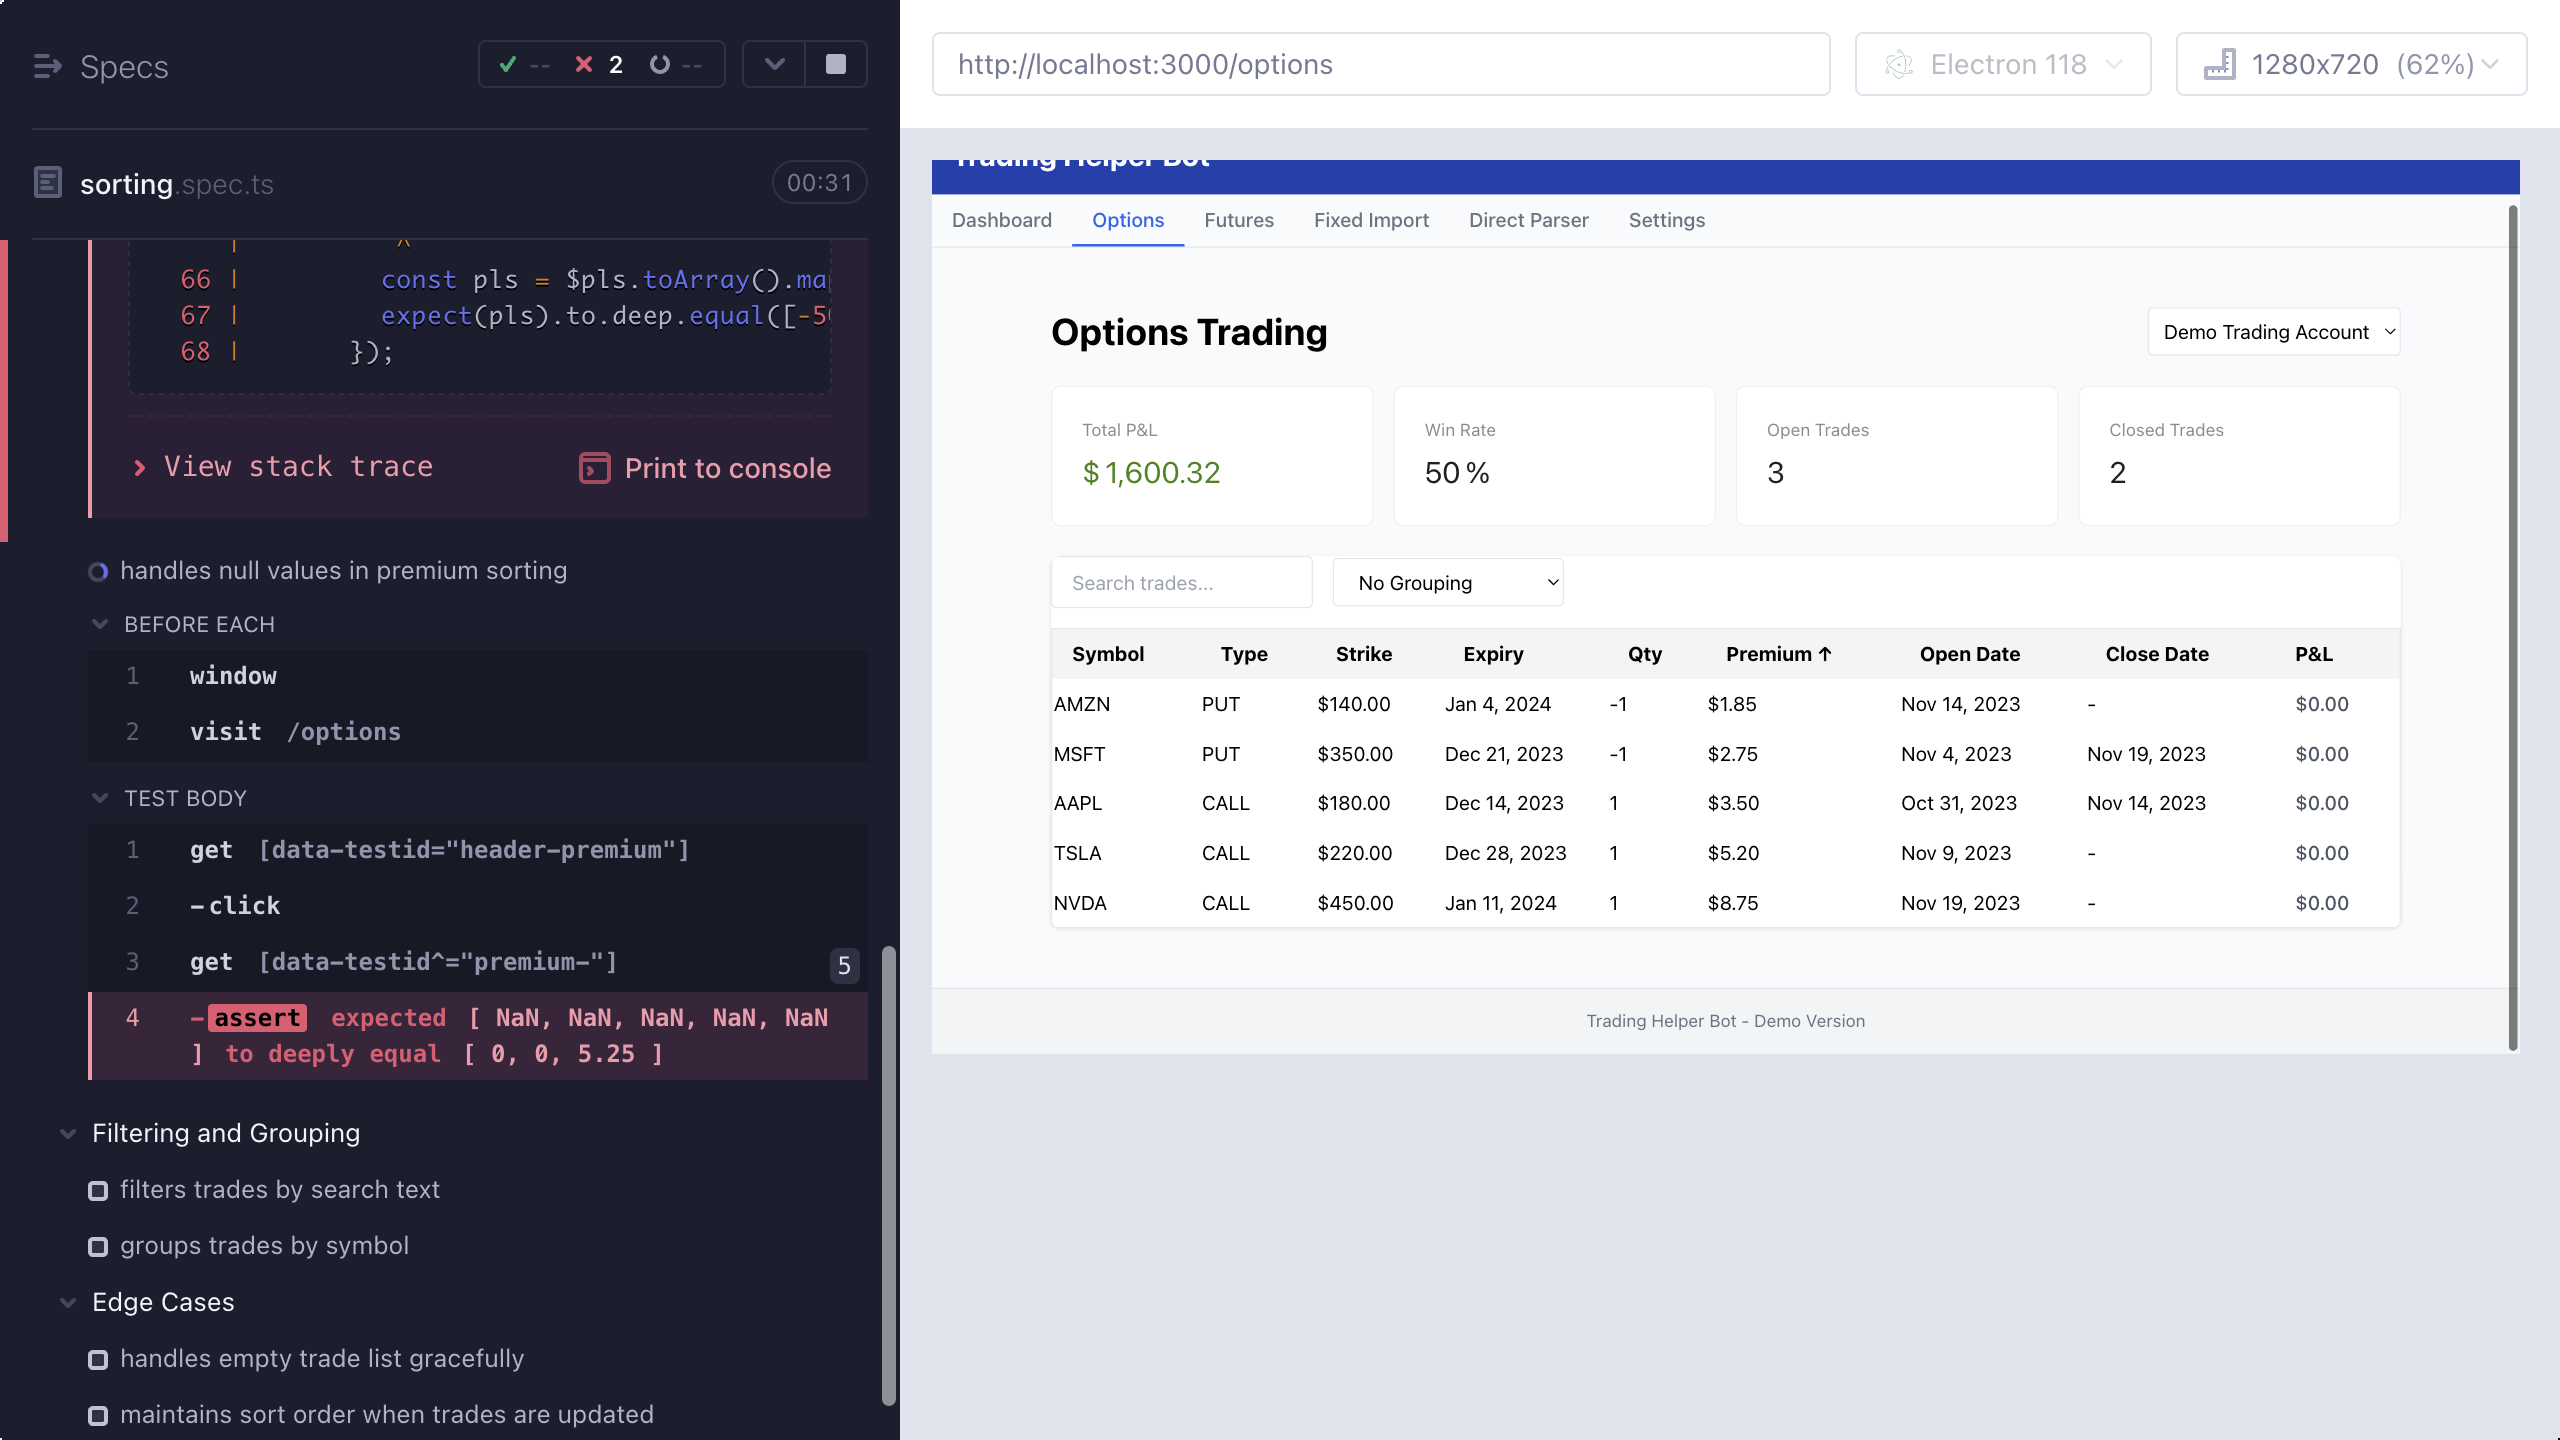 Specs
-- 2 --
sorting.spec.ts
00:31
66 | const pls = $pls.toArray().ma
67 | expect(pls).to.deep.equal([-5
68 | });
View stack trace
Print to console
handles null values in premium sorting
BEFORE EACH
1 window
2 visit /options
TEST BODY
1 get [data-testid="header-premium"]
2 -click
3 get [data-testid^="premium-"] 5
4 -assert expected [ NaN, NaN, NaN, NaN, NaN
] to deeply equal [ 0, 0, 5.25 ]
Filtering and Grouping
filters trades by search text
groups trades by symbol
Edge Cases
handles empty trade list gracefully
maintains sort order when trades are updated
http://localhost:3000/options
Electron 118
1280x720 (62%)
Trading Helper Bot
Dashboard Options Futures Fixed Import Direct Parser Settings
Options Trading
Demo Trading Account
Total P&L
$ 1,600.32
Win Rate
50 %
Open Trades
3
Closed Trades
2
Search trades...
No Grouping
Symbol Type Strike Expiry Qty Premium ↑ Open Date Close Date P&L
AMZN PUT $140.00 Jan 4, 2024 -1 $1.85 Nov 14, 2023 - $0.00
MSFT PUT $350.00 Dec 21, 2023 -1 $2.75 Nov 4, 2023 Nov 19, 2023 $0.00
AAPL CALL $180.00 Dec 14, 2023 1 $3.50 Oct 31, 2023 Nov 14, 2023 $0.00
TSLA CALL $220.00 Dec 28, 2023 1 $5.20 Nov 9, 2023 - $0.00
NVDA CALL $450.00 Jan 11, 2024 1 $8.75 Nov 19, 2023 - $0.00
Trading Helper Bot - Demo Version